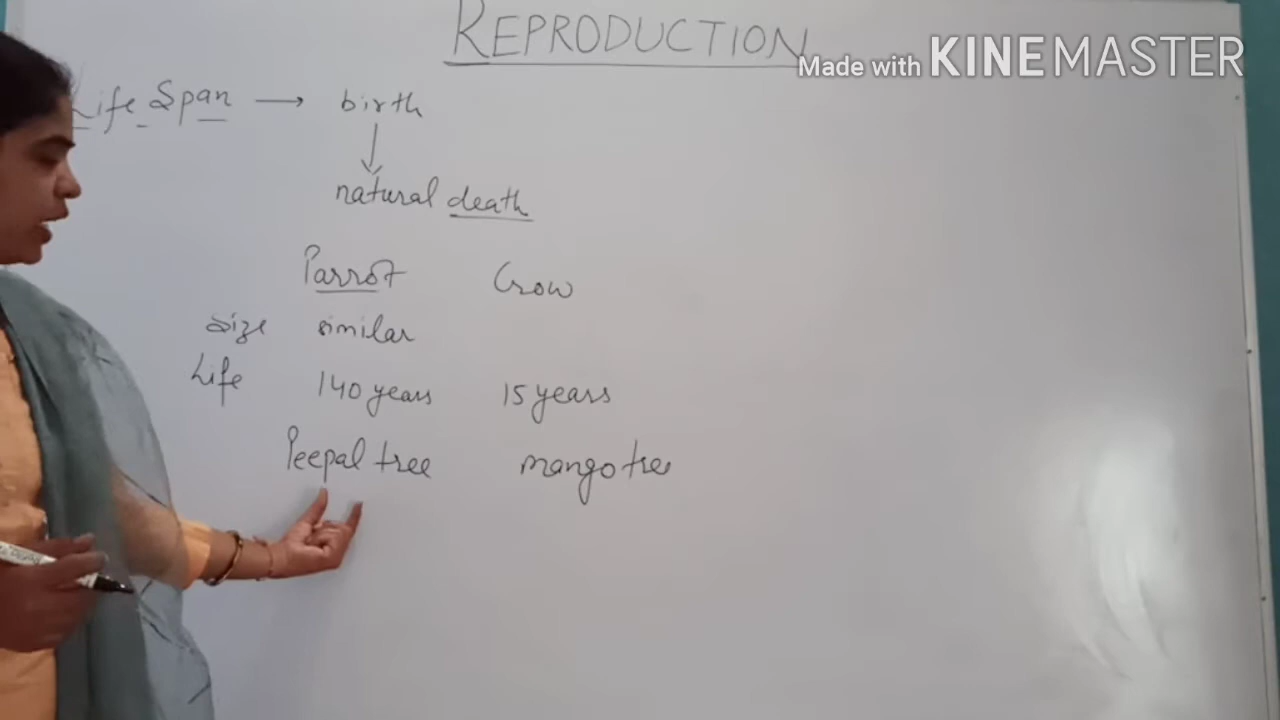 REPRODUCTION
Made with KINEMASTER
Life Span → birth
↓
natural death
Parrot Crow
Size similar
Life 140 years 15 years
Peepal tree mango tree